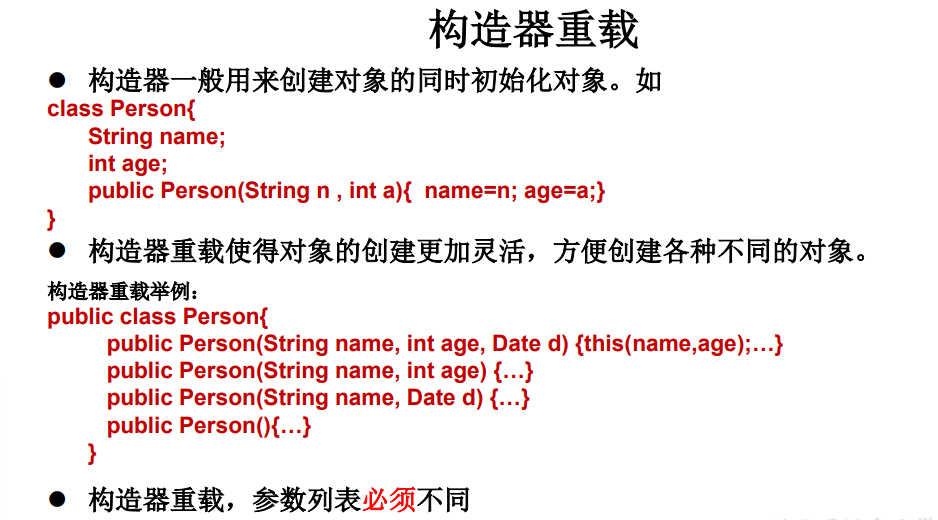 构造器重载
● 构造器一般用来创建对象的同时初始化对象。如
class Person{
String name;
int age;
public Person(String n , int a){ name=n; age=a;}
}
● 构造器重载使得对象的创建更加灵活，方便创建各种不同的对象。
构造器重载举例：
public class Person{
public Person(String name, int age, Date d) {this(name,age);…}
public Person(String name, int age) {…}
public Person(String name, Date d) {…}
public Person(){…}
}
● 构造器重载，参数列表必须不同